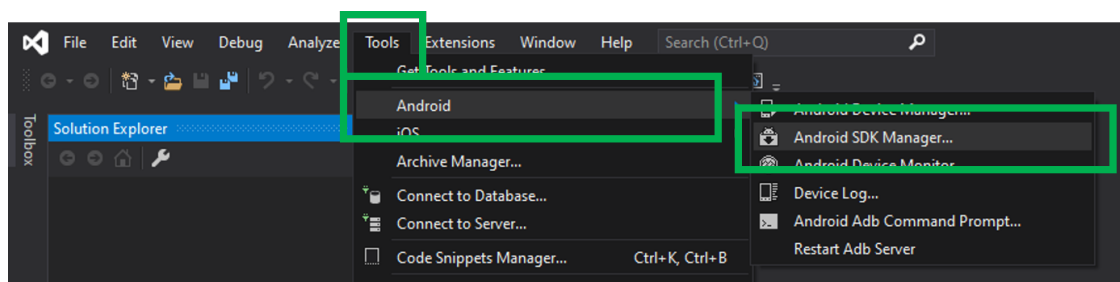 File Edit View Debug Analyze Tools Extensions Window Help Search (Ctrl+Q)
Get Tools and Features
Android
iOS
Archive Manager...
Connect to Database...
Connect to Server...
Code Snippets Manager... Ctrl+K, Ctrl+B
Android Device Manager...
Android SDK Manager...
Android Device Monitor
Device Log...
Android Adb Command Prompt...
Restart Adb Server
Toolbox
Solution Explorer